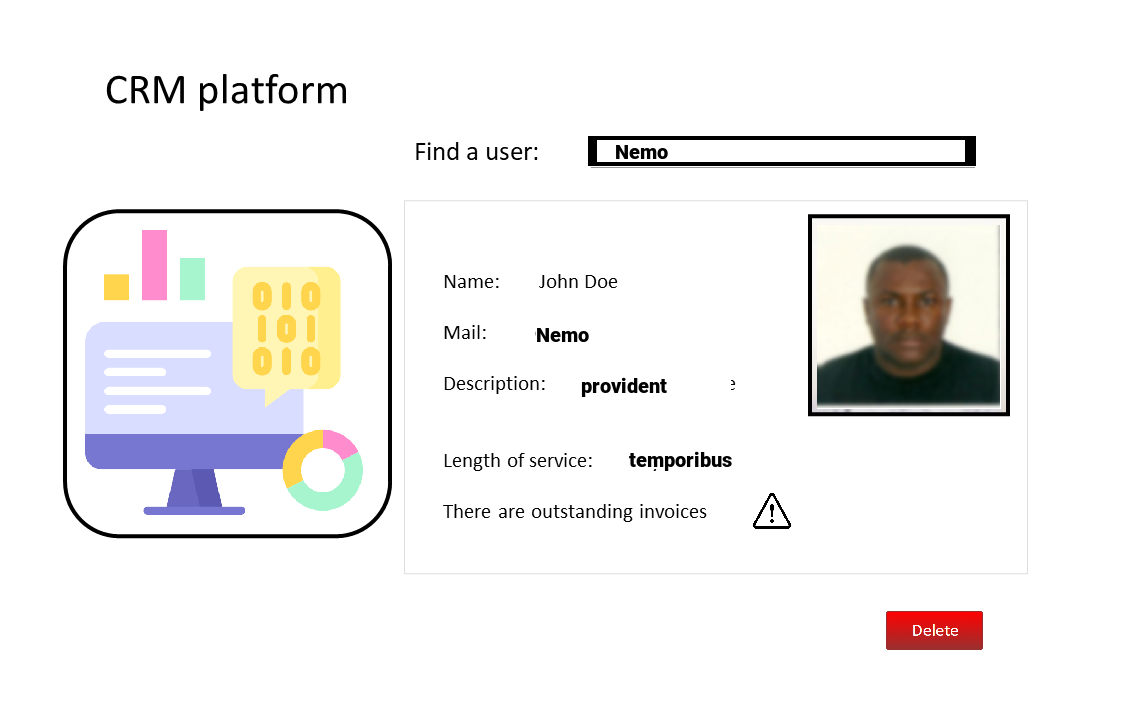 CRM platform
Find a user: Nemo
010
101
010
Name: John Doe
Mail: Nemo
Description: provident e
Length of service: temporibus
There are outstanding invoices
Delete